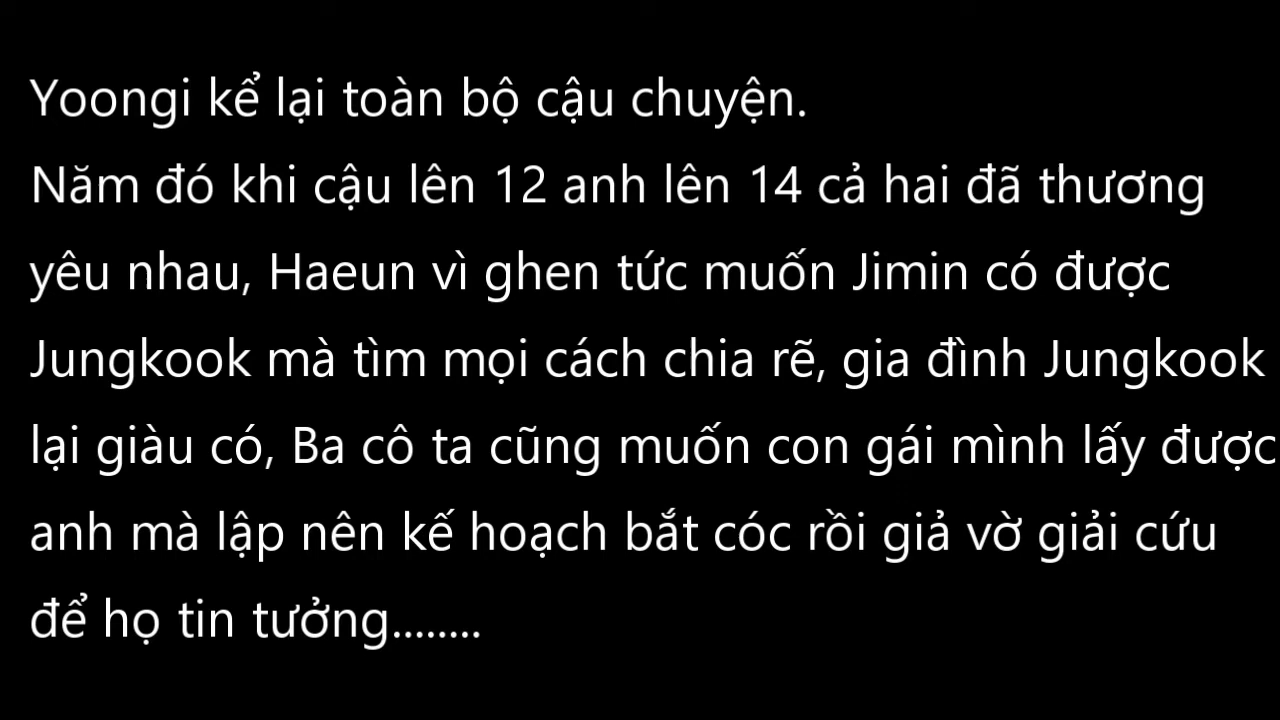 Yoongi kể lại toàn bộ cậu chuyện.
Năm đó khi cậu lên 12 anh lên 14 cả hai đã thương
yêu nhau, Haeun vì ghen tức muốn Jimin có được
Jungkook mà tìm mọi cách chia rẽ, gia đình Jungkook
lại giàu có, Ba cô ta cũng muốn con gái mình lấy được
anh mà lập nên kế hoạch bắt cóc rồi giả vờ giải cứu
để họ tin tưởng........